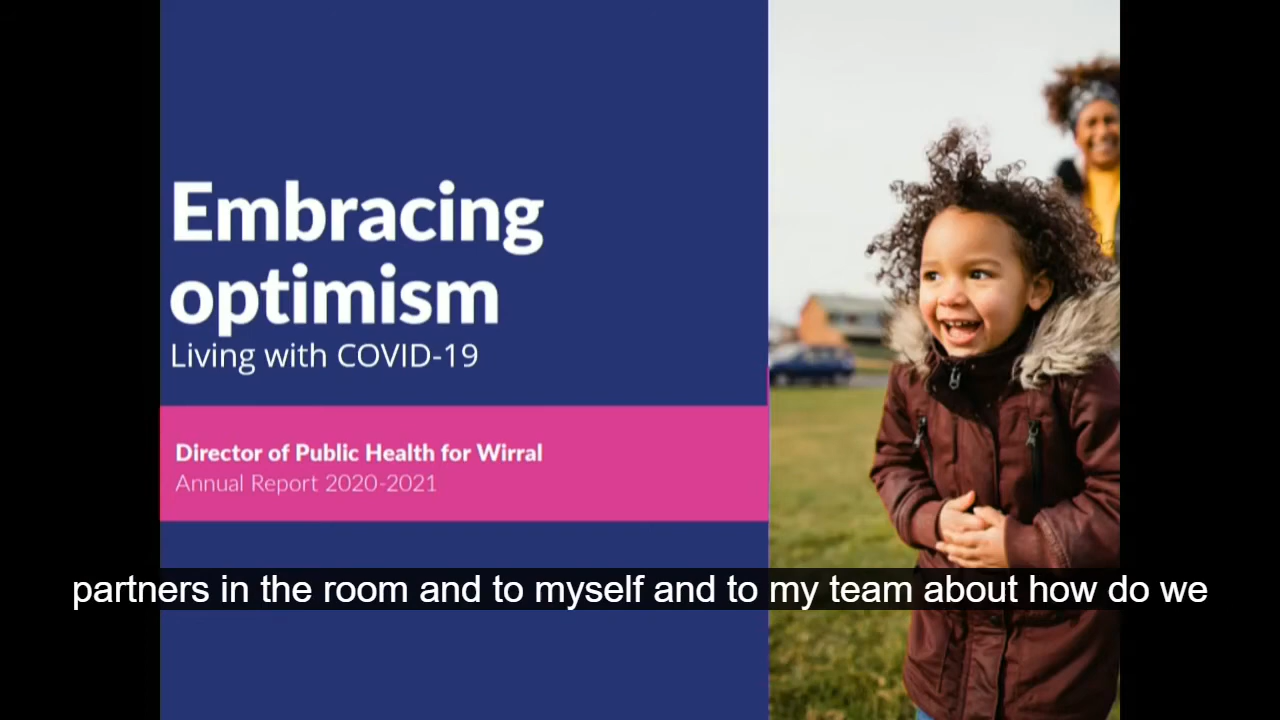 Embracing
optimism
Living with COVID-19
Director of Public Health for Wirral
Annual Report 2020-2021
partners in the room and to myself and to my team about how do we